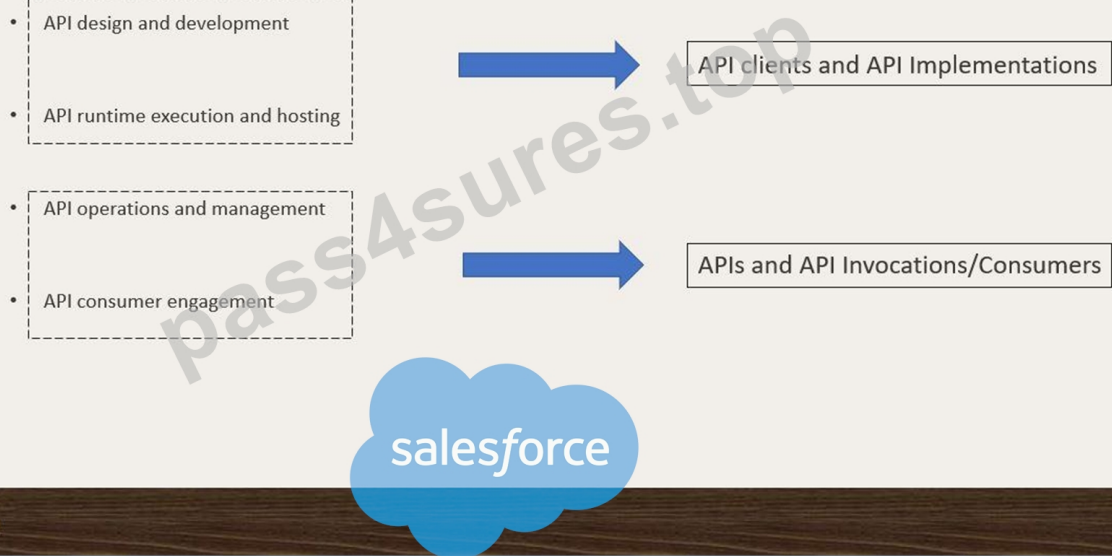 • API design and development
API clients and API Implementations
• API runtime execution and hosting
• API operations and management
APIs and API Invocations/Consumers
• API consumer engagement
pass4sures.top
salesforce